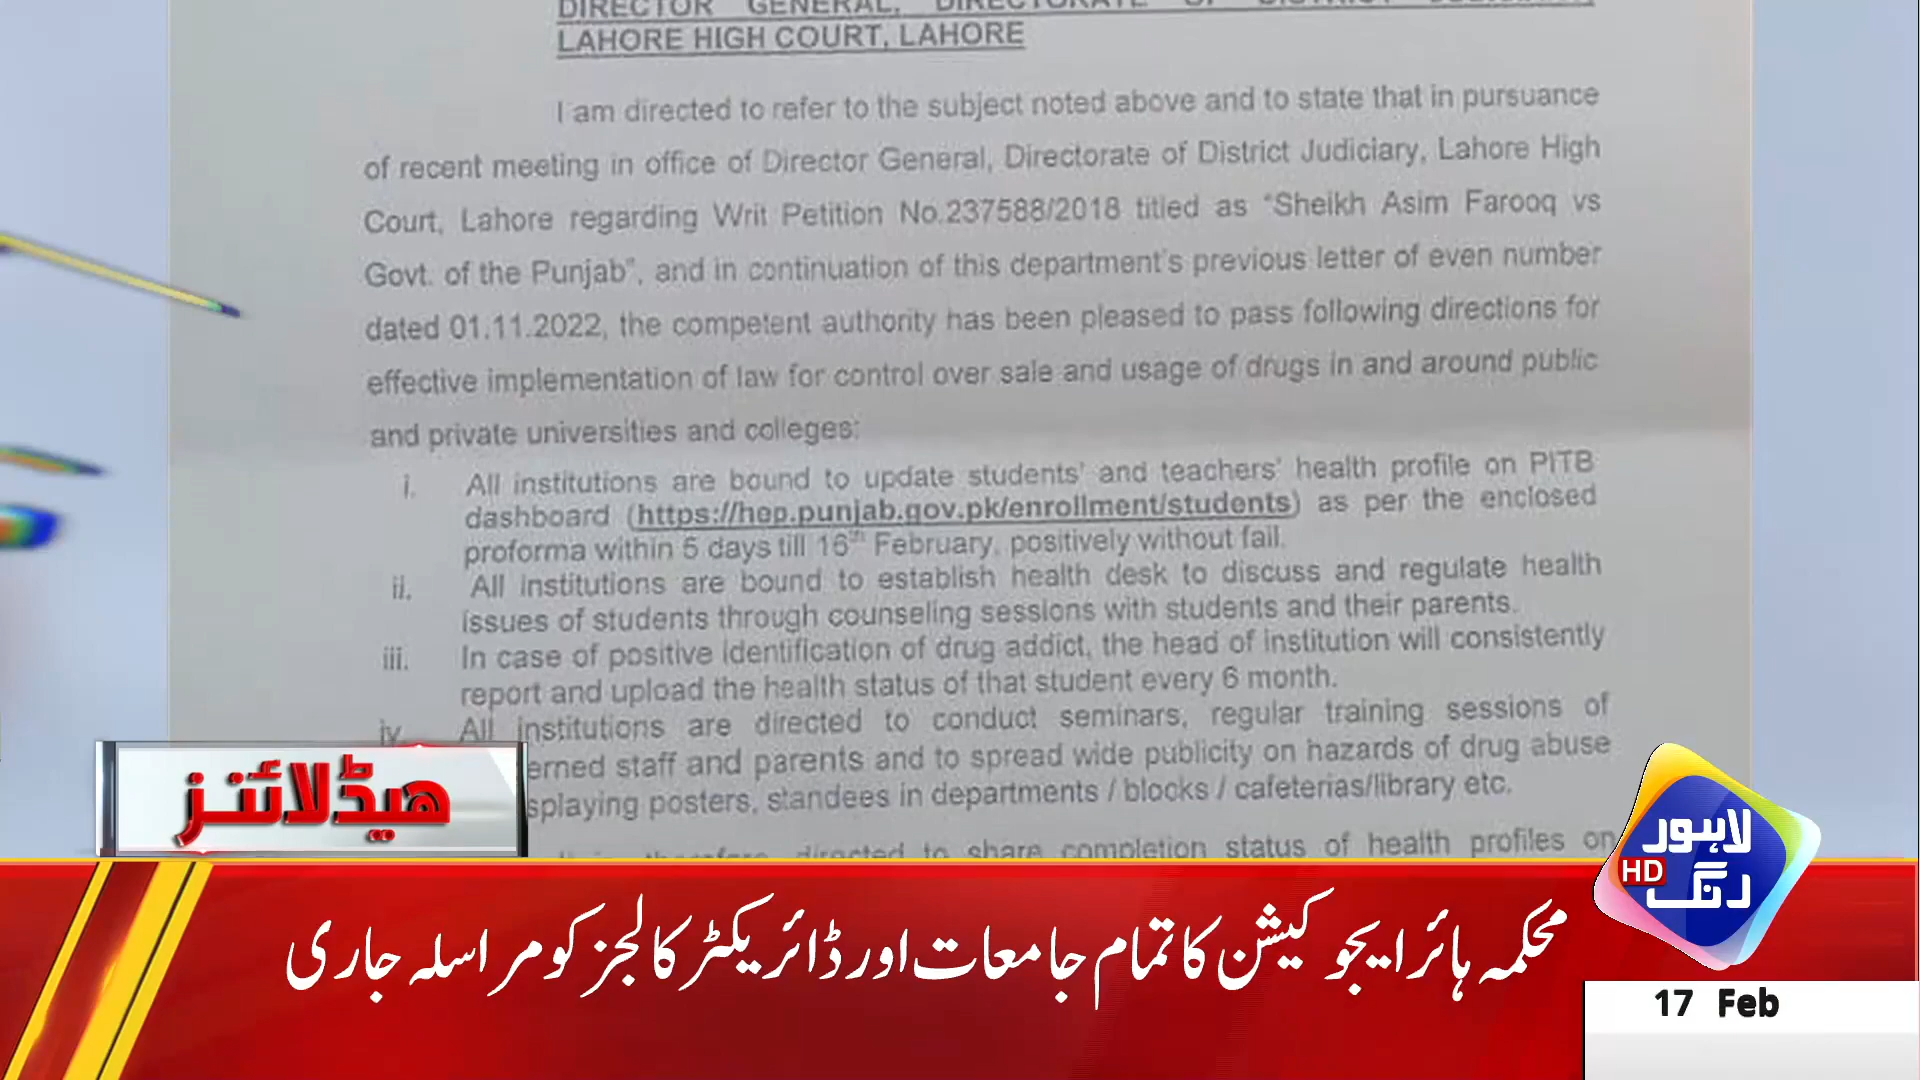 DIRECTOR GENERAL, DIRECTORATE OF DISTRICT
LAHORE HIGH COURT, LAHORE
I am directed to refer to the subject noted above and to state that in pursuance
of recent meeting in office of Director General, Directorate of District Judiciary, Lahore High
Court, Lahore regarding Writ Petition No.237588/2018 titled as "Sheikh Asim Farooq vs
Govt. of the Punjab", and in continuation of this department's previous letter of even number
dated 01.11.2022, the competent authority has been pleased to pass following directions for
effective implementation of law for control over sale and usage of drugs in and around public
and private universities and colleges:
i. All institutions are bound to update students' and teachers' health profile on PITB
dashboard (https://hep.punjab.gov.pk/enrollment/students) as per the enclosed
proforma within 5 days till 16th February, positively without fail.
ii. All institutions are bound to establish health desk to discuss and regulate health
issues of students through counseling sessions with students and their parents.
iii. In case of positive identification of drug addict, the head of institution will consistently
report and upload the health status of that student every 6 month.
iv. All institutions are directed to conduct seminars, regular training sessions of
erned staff and parents and to spread wide publicity on hazards of drug abuse
splaying posters, standees in departments / blocks / cafeterias/library etc.
therefore directed to share completion status of health profiles on
ہیڈلائنز
لاہور
HD رنگ
محکمہ ہائر ایجوکیشن کا تمام جامعات اور ڈائریکٹر کالجز کو مراسلہ جاری
17 Feb